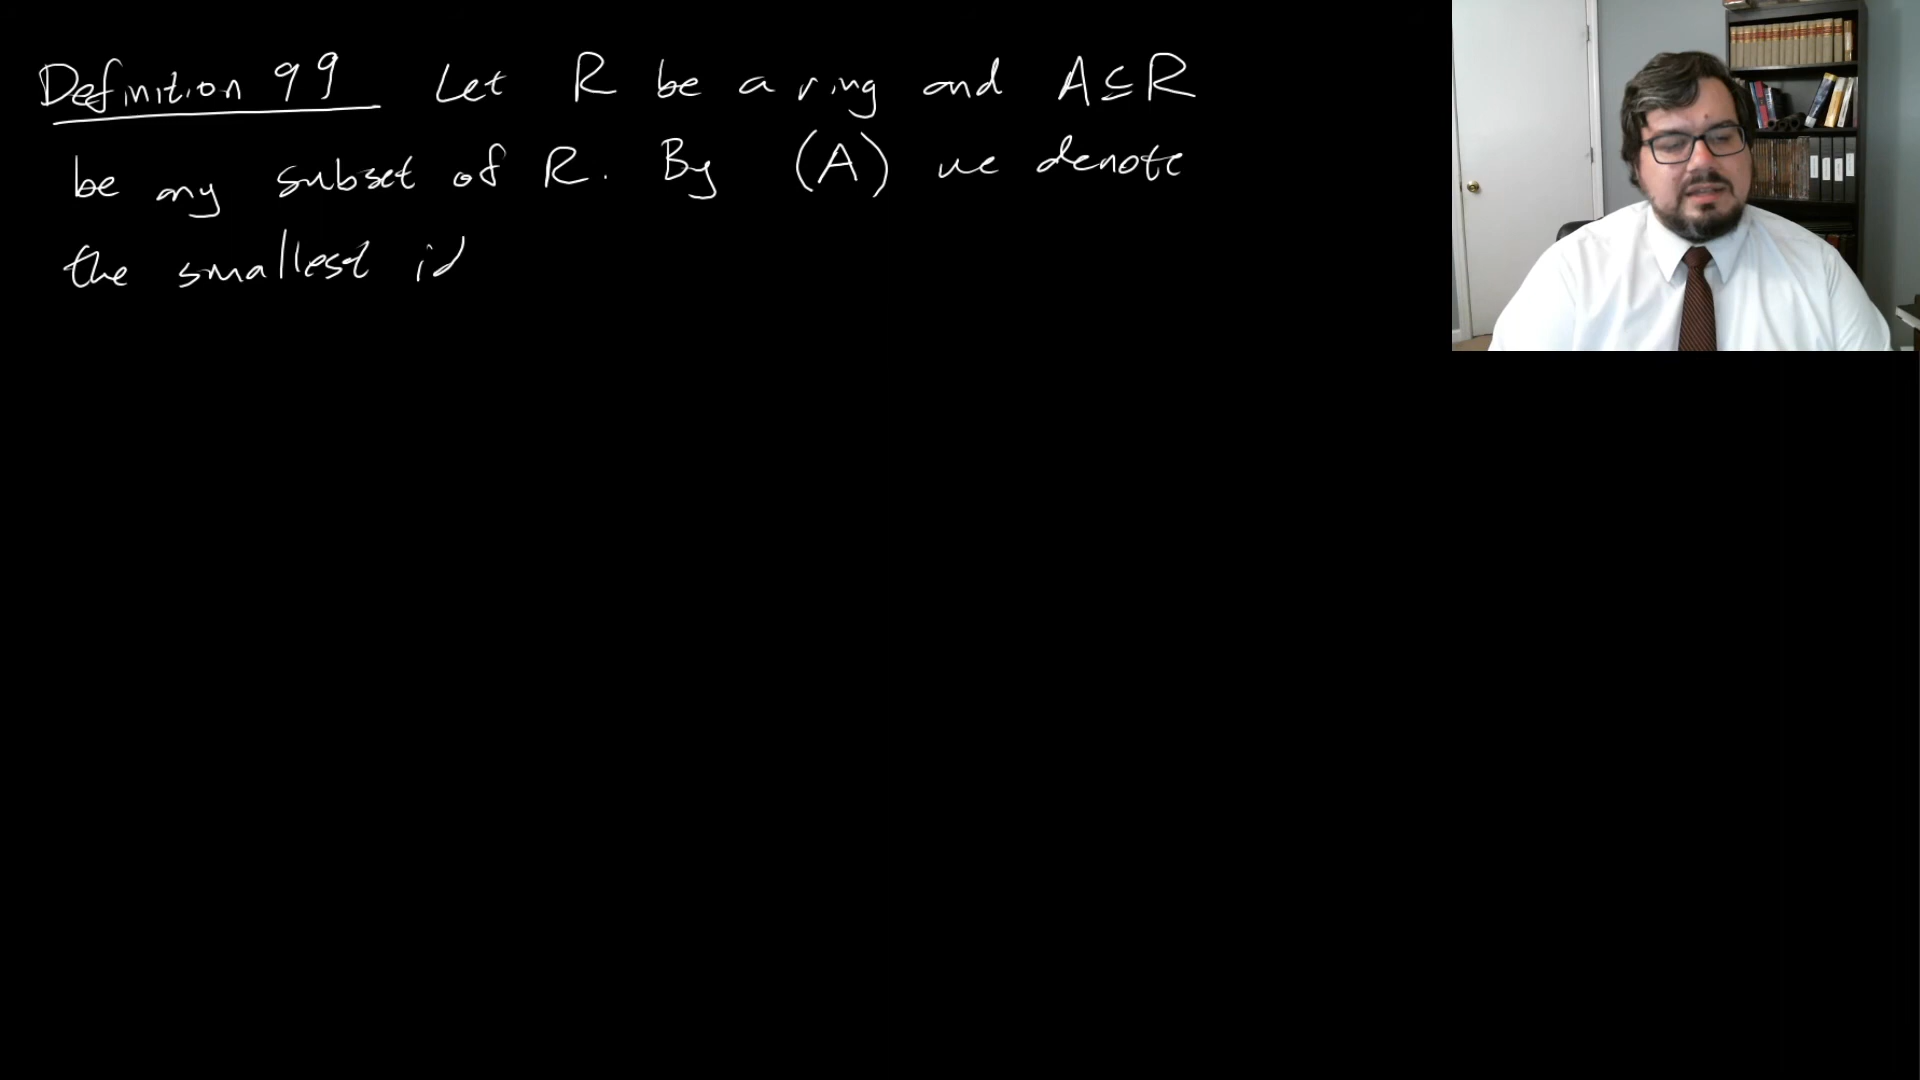 Definition 99 Let R be a ring and A ⊆ R
be any subset of R. By (A) we denote
the smallest id